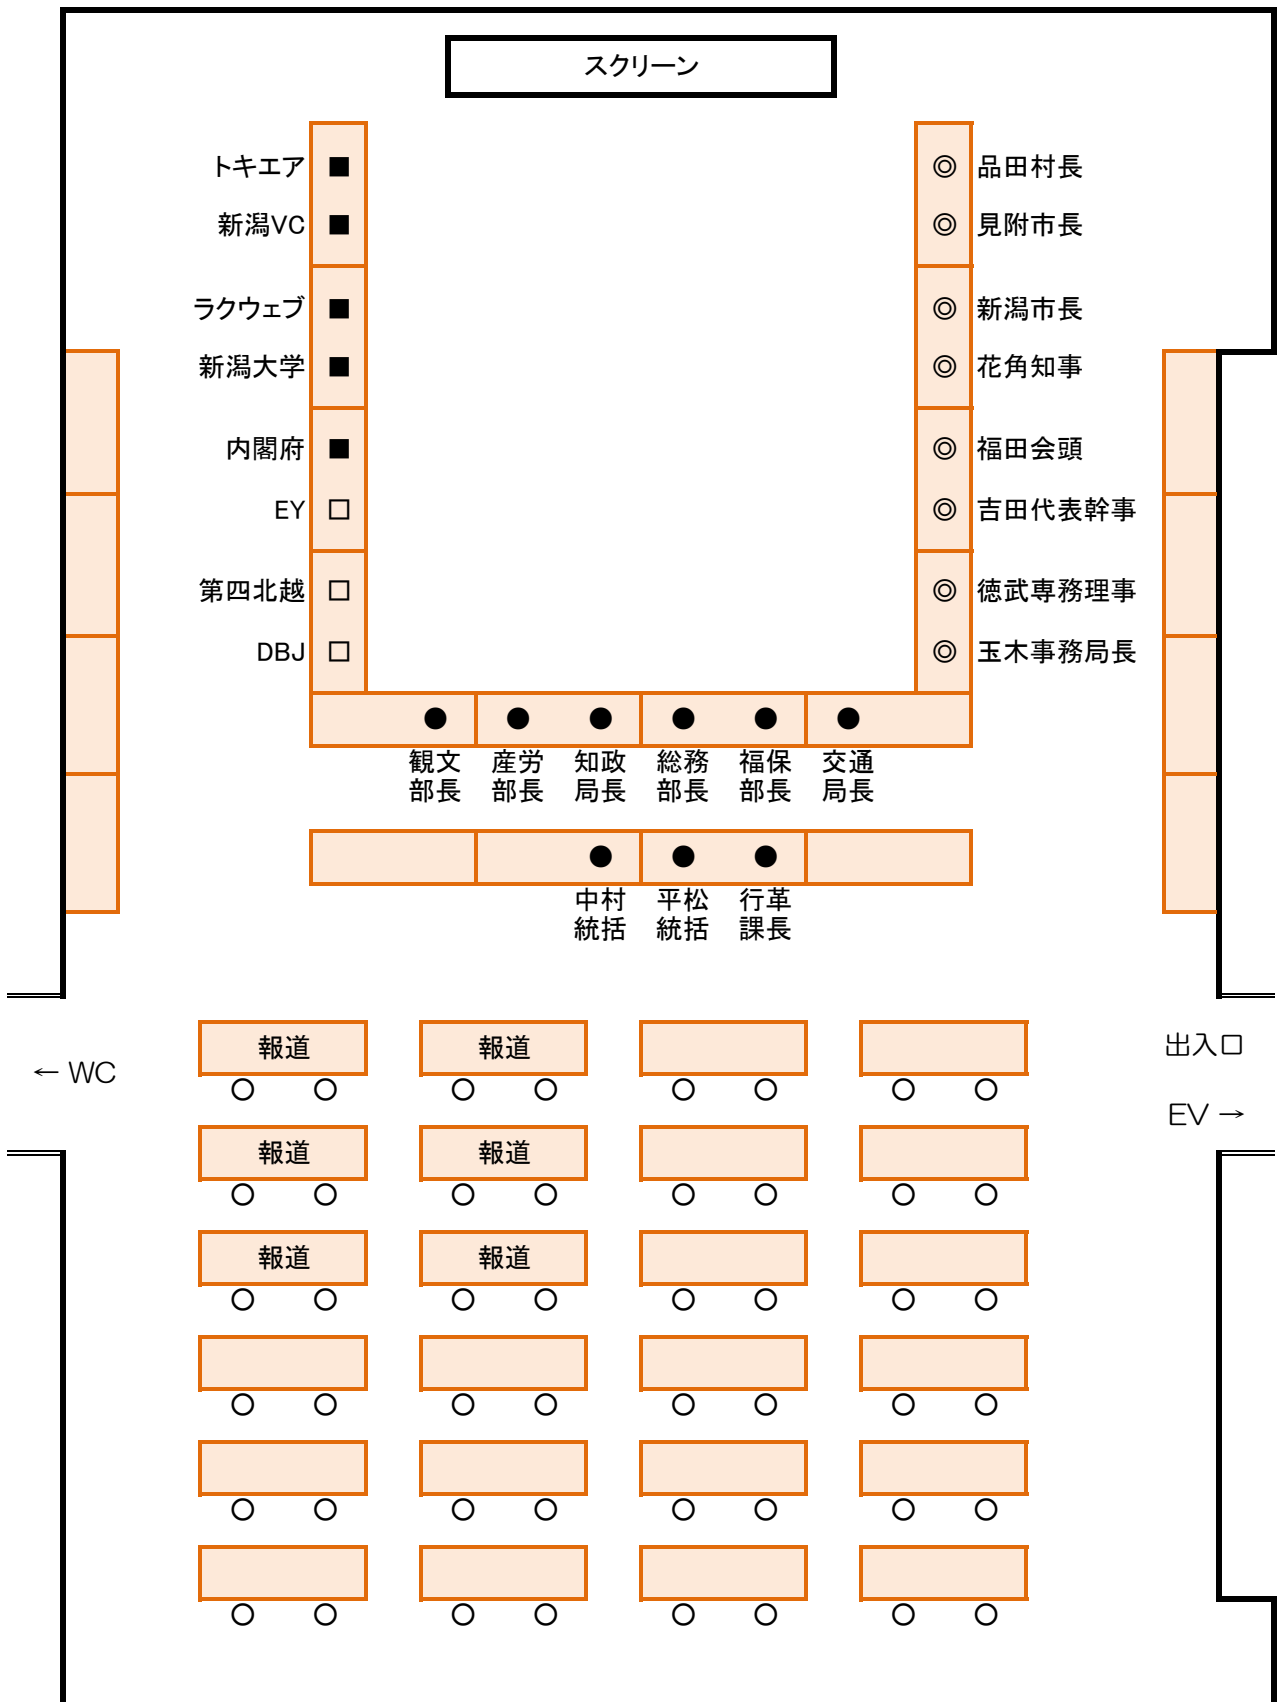 スクリーン
トキエア ■
新潟VC ■
ラクウェブ ■
新潟大学 ■
内閣府 ■
EY □
第四北越 □
DBJ □
◎ 品田村長
◎ 見附市長
◎ 新潟市長
◎ 花角知事
◎ 福田会頭
◎ 吉田代表幹事
◎ 徳武専務理事
◎ 玉木事務局長
● ● ● ● ● ●
観文 産労 知政 総務 福保 交通
部長 部長 局長 部長 部長 局長
● ● ●
中村 平松 行革
統括 統括 課長
← WC
出入口
EV →
報道 報道
○ ○ ○ ○ ○ ○ ○ ○
報道 報道
○ ○ ○ ○ ○ ○ ○ ○
報道 報道
○ ○ ○ ○ ○ ○ ○ ○
○ ○ ○ ○ ○ ○ ○ ○
○ ○ ○ ○ ○ ○ ○ ○
○ ○ ○ ○ ○ ○ ○ ○